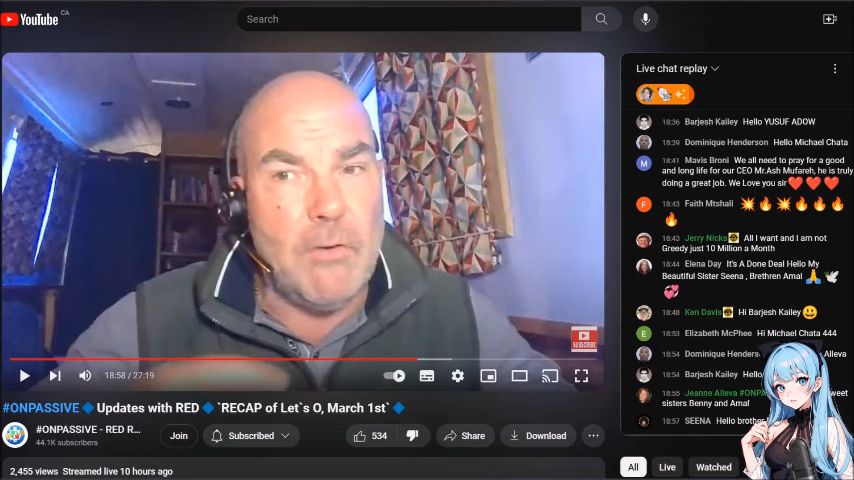 YouTube CA
Search
Live chat replay
18:36 Barjesh Kailey Hello YUSUF ADOW
18:39 Dominique Henderson Hello Michael Chata
18:41 Mavis Broni We all need to pray for a good
and long life for our CEO Mr.Ash Mufareh, he is truly
doing a great job. We Love you sir❤️❤️❤️
18:43 Faith Mtshali 💥🔥💥🔥🔥🔥
🔥
18:43 Jerry Nicks All I want and I am not
Greedy just 10 Million a Month
18:44 Elena Day It's A Done Deal Hello My
Beautiful Sister Seena , Brethren Amal 🙏🕊️
💞
18:48 Ken Davis Hi Barjesh Kailey😃
18:53 Elizabeth McPhee Hi Michael Chata 444
18:54 Dominique Henders Alleva
18:54 Barjesh Kailey Hello
18:55 Jeanne Alleva #ONPA weet
sisters Benny and Amal
18:57 SEENA Hello brother
SUBSCRIBE
18:58 / 27:19
#ONPASSIVE🔷Updates with RED🔷`RECAP of Let`s O, March 1st`🔷
#ONPASSIVE - RED R...
44.1K subscribers
Join
Subscribed
534
Share
Download
2,455 views Streamed live 10 hours ago
All
Live
Watched